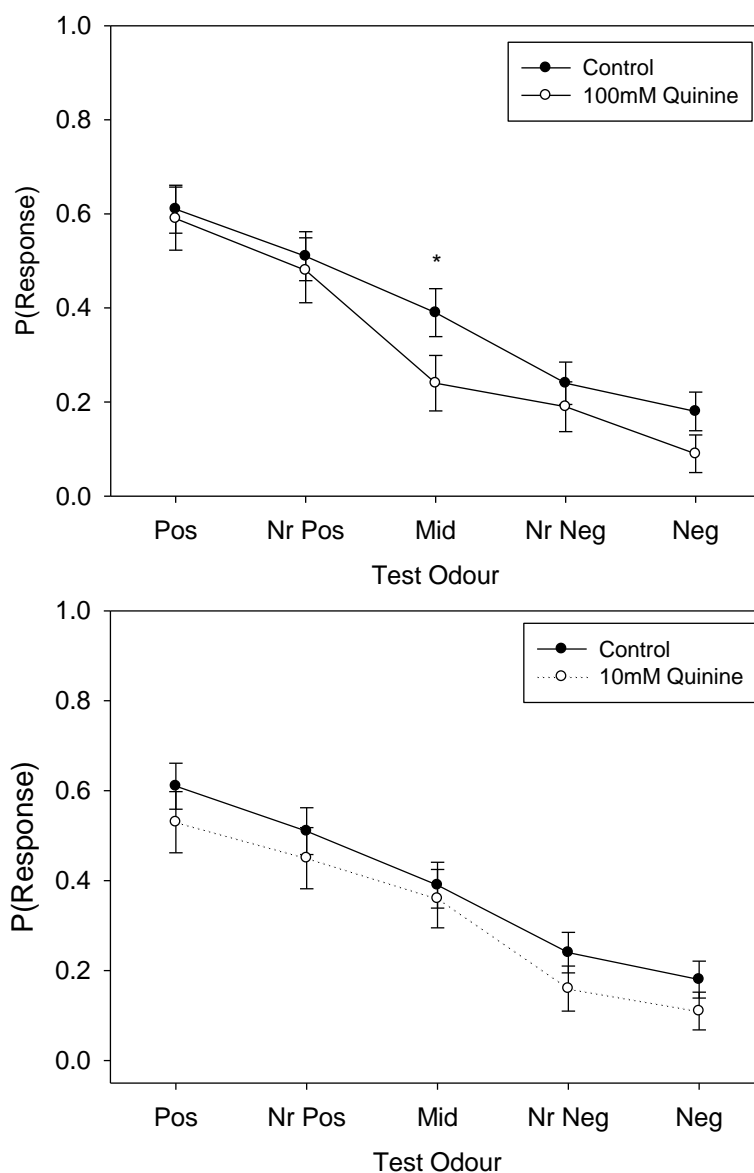 1.0
0.8
0.6
0.4
0.2
0.0
P(Response)
Control
100mM Quinine
*
Pos Nr Pos Mid Nr Neg Neg
Test Odour
1.0
0.8
0.6
0.4
0.2
0.0
P(Response)
Control
10mM Quinine
Pos Nr Pos Mid Nr Neg Neg
Test Odour